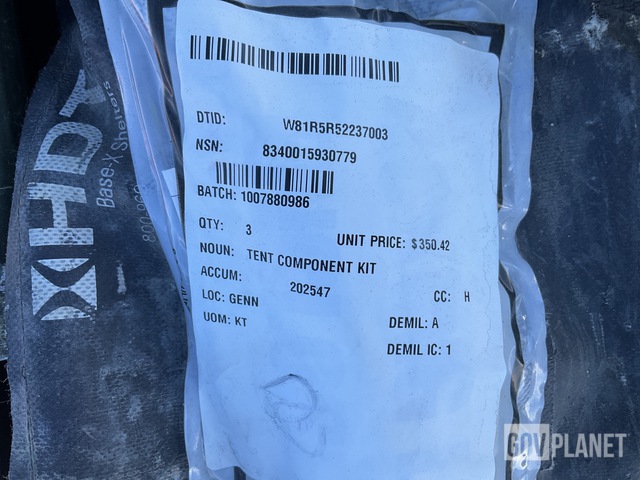 HDT
Base-X Shelters
DTID: W81R5R52237003
NSN: 8340015930779
BATCH: 1007880986
QTY: 3
UNIT PRICE: $350.42
NOUN: TENT COMPONENT KIT
ACCUM: 202547
CC: H
LOC: GENN
UOM: KT
DEMIL: A
DEMIL IC: 1
GOVPLANET